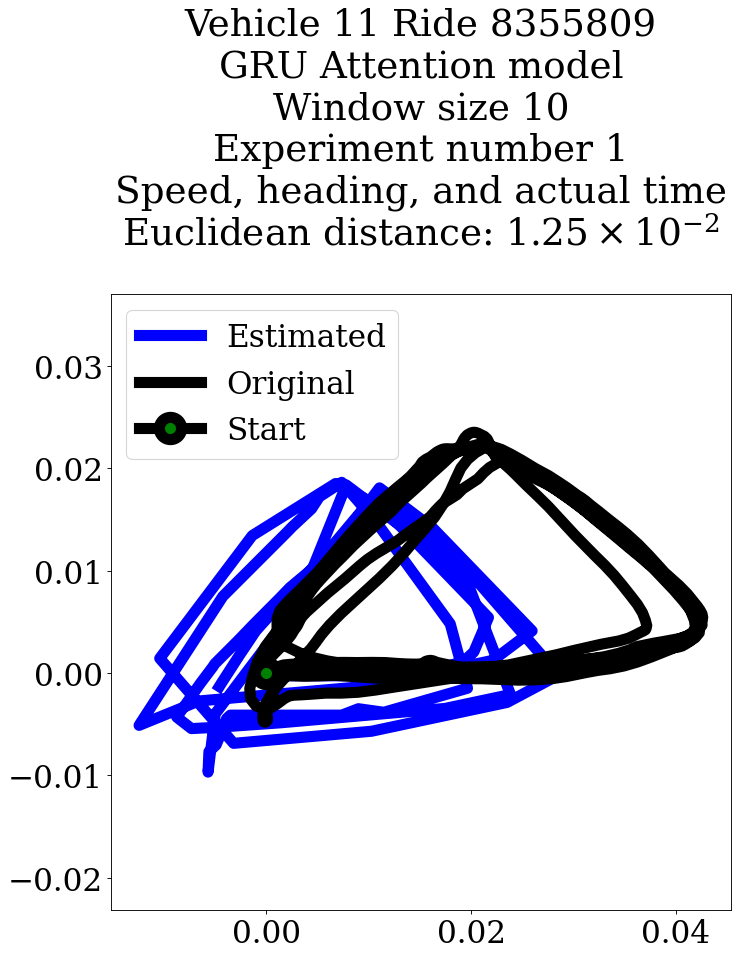 Vehicle 11 Ride 8355809
GRU Attention model
Window size 10
Experiment number 1
Speed, heading, and actual time
Euclidean distance: 1.25 × 10⁻²
Estimated
Original
Start
0.03
0.02
0.01
0.00
−0.01
−0.02
0.00 0.02 0.04